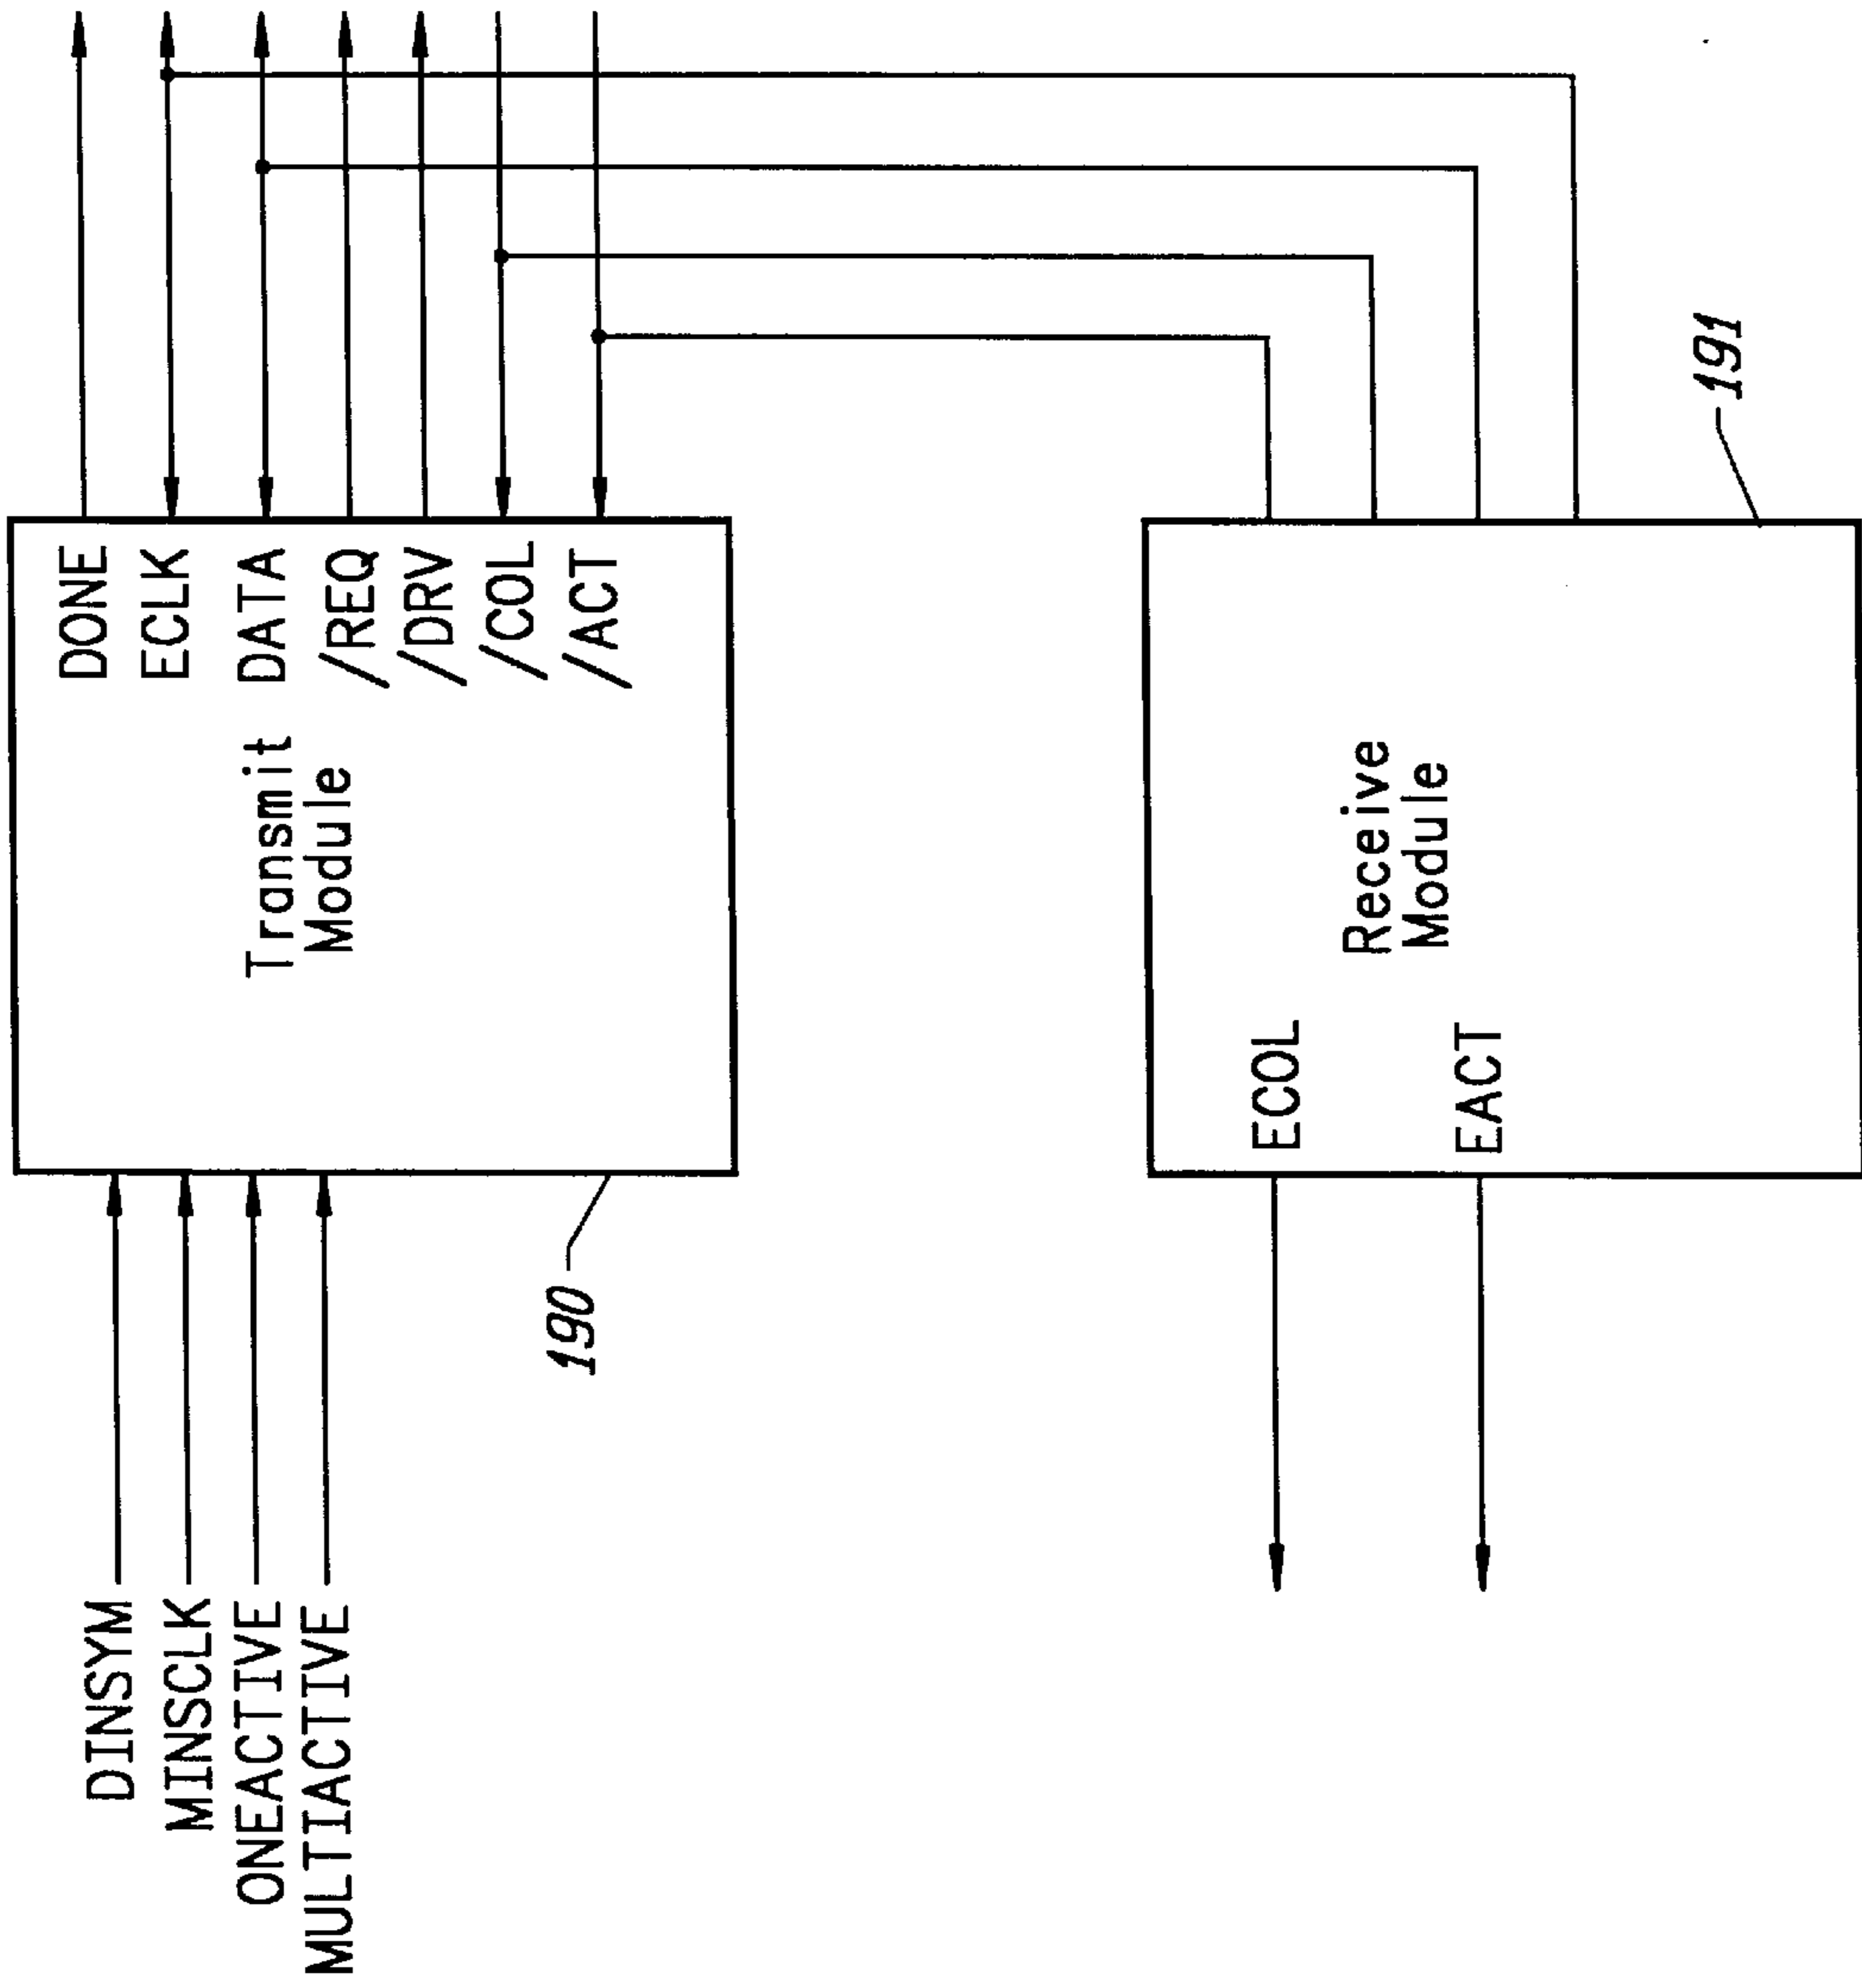 DINSYM
MINSCLK
ONEACTIVE
MULTIACTIVE
190
Transmit
Module
DONE
ECLK
DATA
/REQ
/DRV
/COL
/ACT
ECOL
EACT
Receive
Module
191